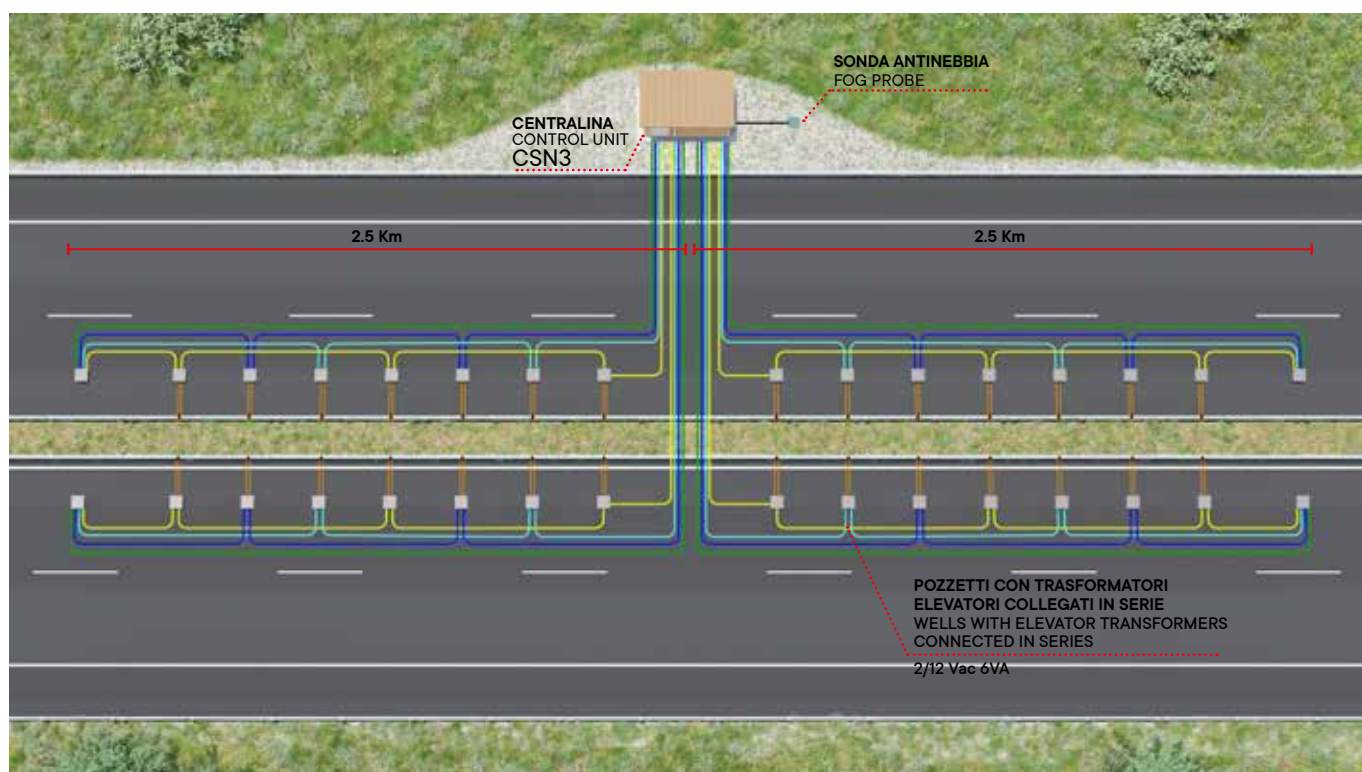 SONDA ANTINEBBIA
FOG PROBE
CENTRALINA
CONTROL UNIT
CSN3
2.5 Km
2.5 Km
POZZETTI CON TRASFORMATORI
ELEVATORI COLLEGATI IN SERIE
WELLS WITH ELEVATOR TRANSFORMERS
CONNECTED IN SERIES
2/12 Vac 6VA